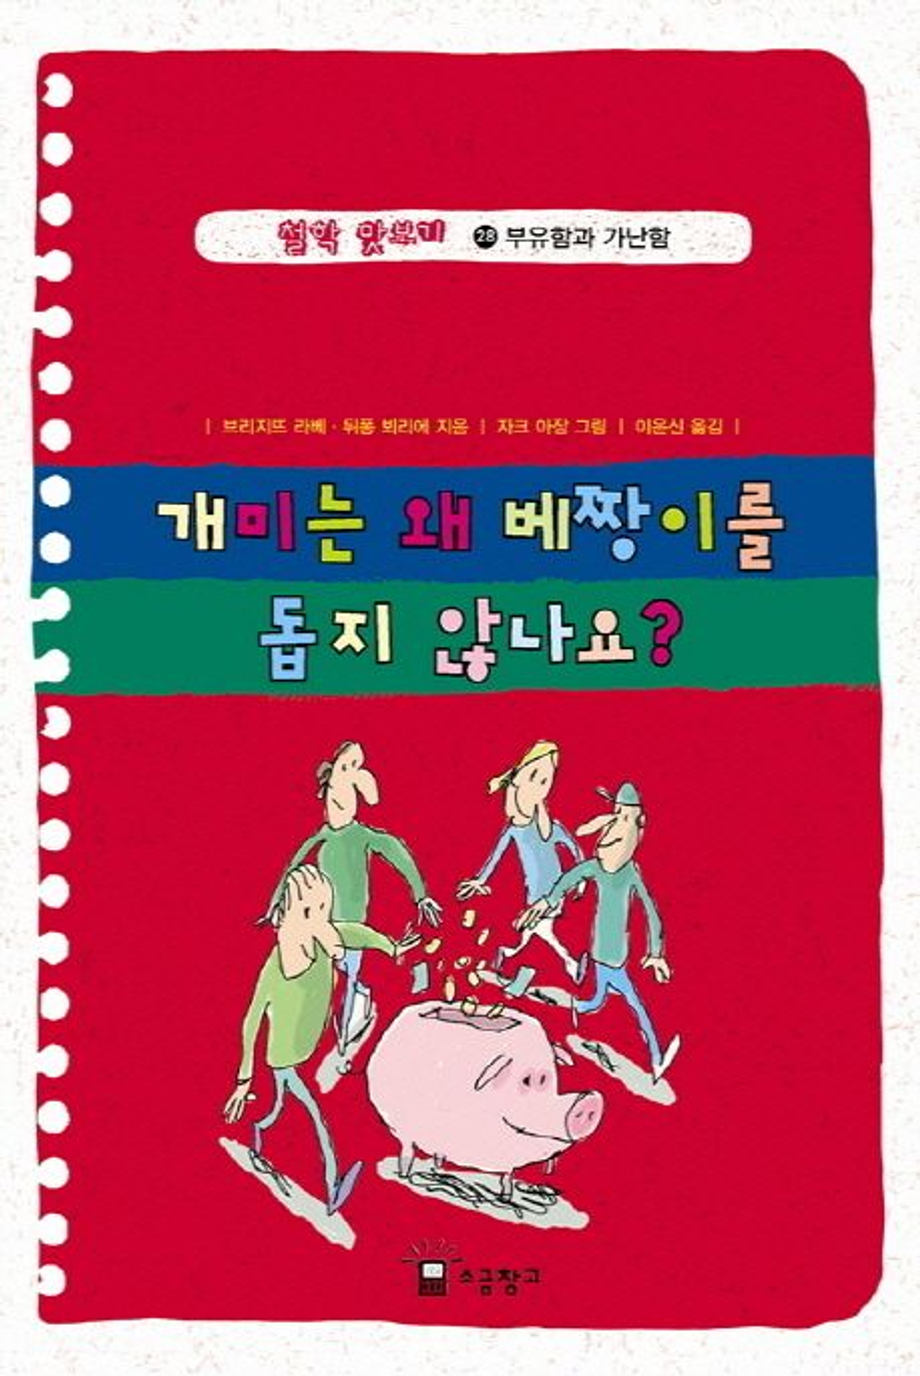 철학 맛보기 28 부유함과 가난함
| 브리지뜨 라베 · 뒤퐁 뵈리에 지음 | 자크 아장 그림 | 이은신 옮김 |
개미는 왜 베짱이를
돕지 않나요?
소금창고